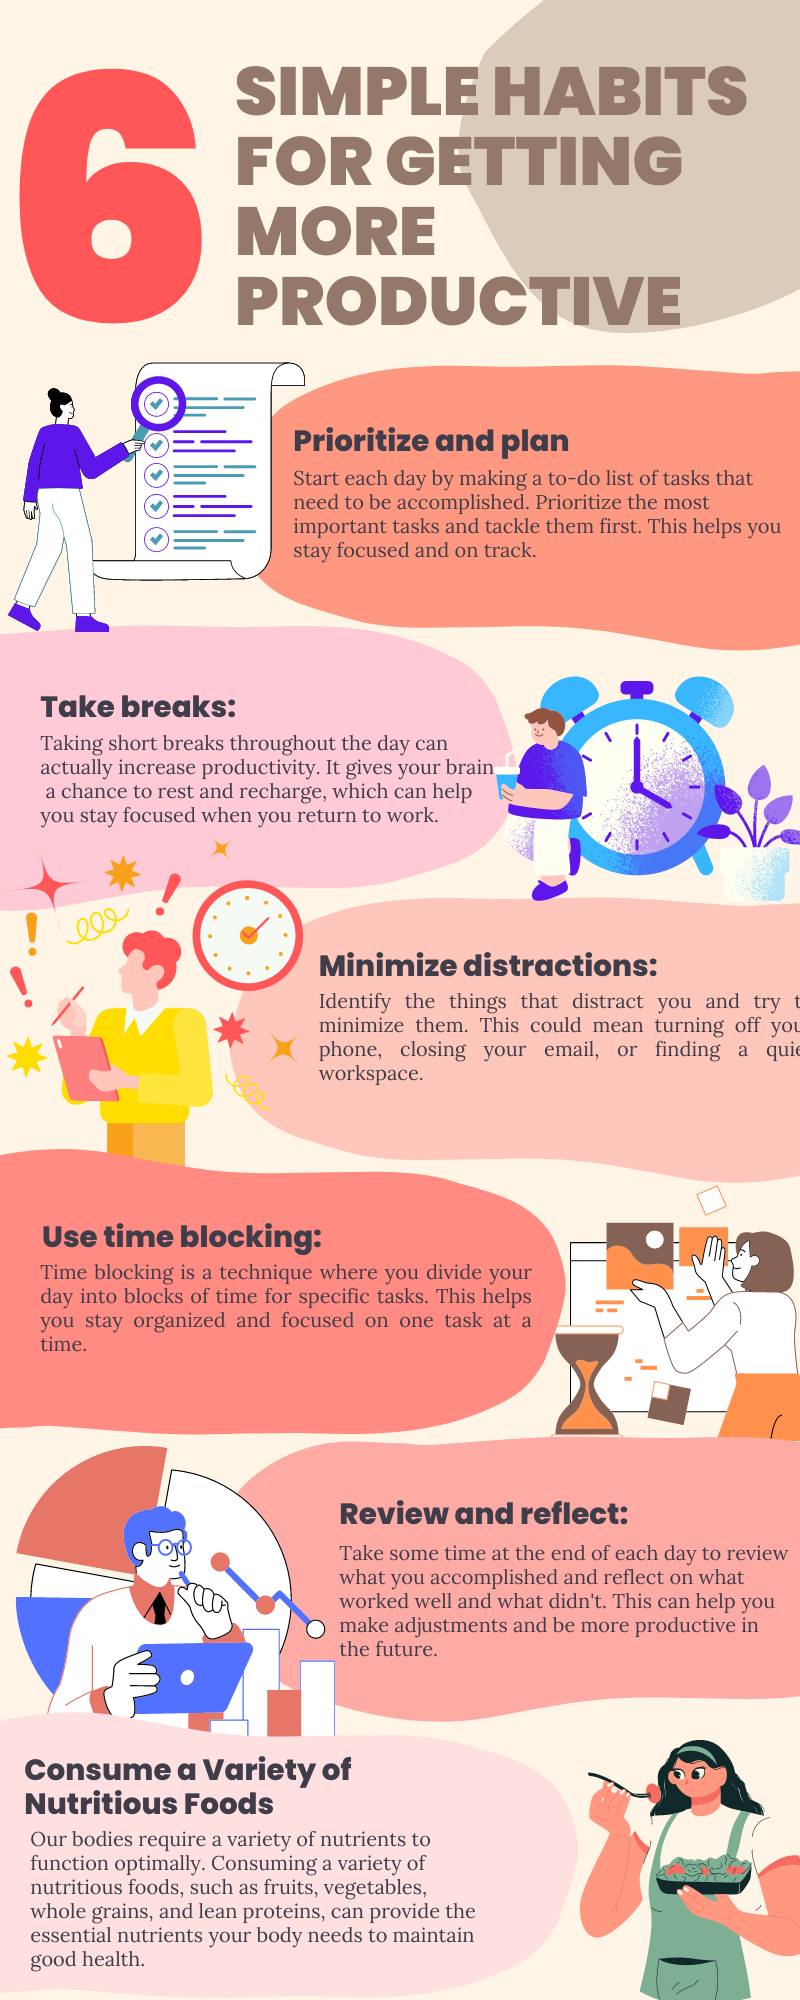 6
SIMPLE HABITS
FOR GETTING
MORE
PRODUCTIVE
Prioritize and plan
Start each day by making a to-do list of tasks that
need to be accomplished. Prioritize the most
important tasks and tackle them first. This helps you
stay focused and on track.
Take breaks:
Taking short breaks throughout the day can
actually increase productivity. It gives your brain
a chance to rest and recharge, which can help
you stay focused when you return to work.
Minimize distractions:
Identify the things that distract you and try t
minimize them. This could mean turning off you
phone, closing your email, or finding a quie
workspace.
Use time blocking:
Time blocking is a technique where you divide your
day into blocks of time for specific tasks. This helps
you stay organized and focused on one task at a
time.
Review and reflect:
Take some time at the end of each day to review
what you accomplished and reflect on what
worked well and what didn't. This can help you
make adjustments and be more productive in
the future.
Consume a Variety of
Nutritious Foods
Our bodies require a variety of nutrients to
function optimally. Consuming a variety of
nutritious foods, such as fruits, vegetables,
whole grains, and lean proteins, can provide the
essential nutrients your body needs to maintain
good health.